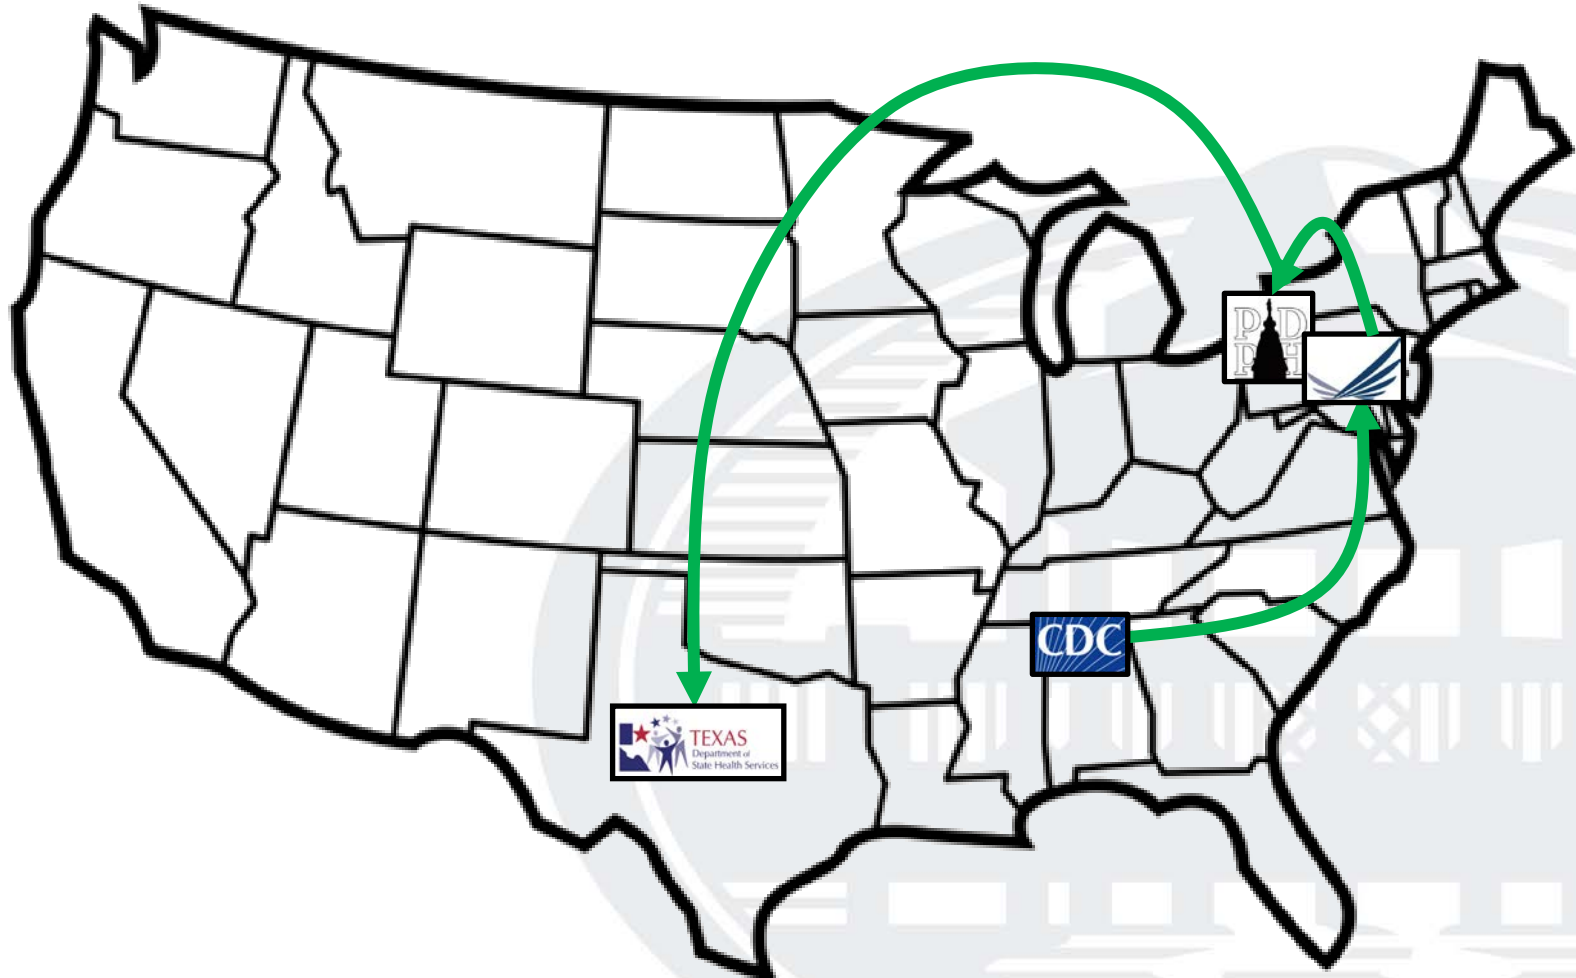 P D
P H
CDC
TEXAS
Department of
State Health Services